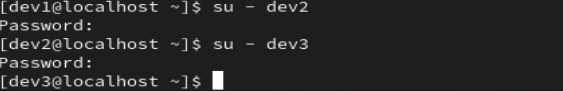 [dev1@localhost ~]$ su - dev2
Password:
[dev2@localhost ~]$ su - dev3
Password:
[dev3@localhost ~]$